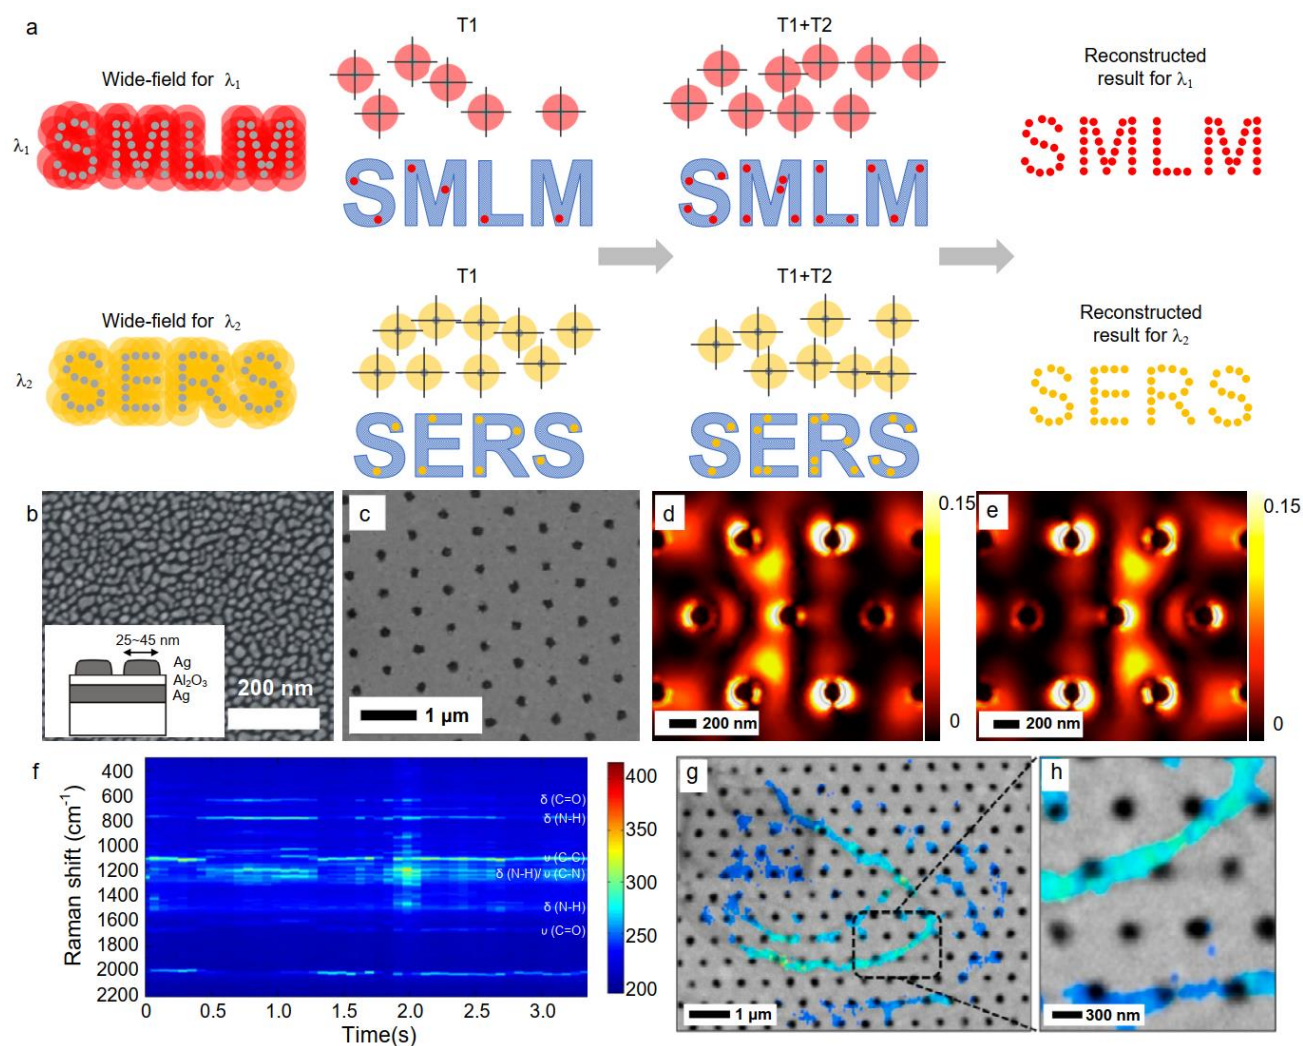 a
T1
T1+T2
Wide-field for λ1
Reconstructed
result for λ1
λ1
SMLM
SMLM
SMLM
SMLM
T1
T1+T2
Wide-field for λ2
Reconstructed
result for λ2
λ2
SERS
SERS
SERS
SERS
b
25~45 nm
Ag
Al2O3
Ag
200 nm
c
1 µm
d
200 nm
0.15
0
e
200 nm
0.15
0
f
Raman shift (cm-1)
400
600
800
1000
1200
1400
1600
1800
2000
2200
δ (C=O)
δ (N-H)
υ (C-C)
δ (N-H)/ υ (C-N)
δ (N-H)
υ (C=O)
0
0.5
1.0
1.5
2.0
2.5
3.0
Time(s)
400
350
300
250
200
g
1 µm
h
300 nm